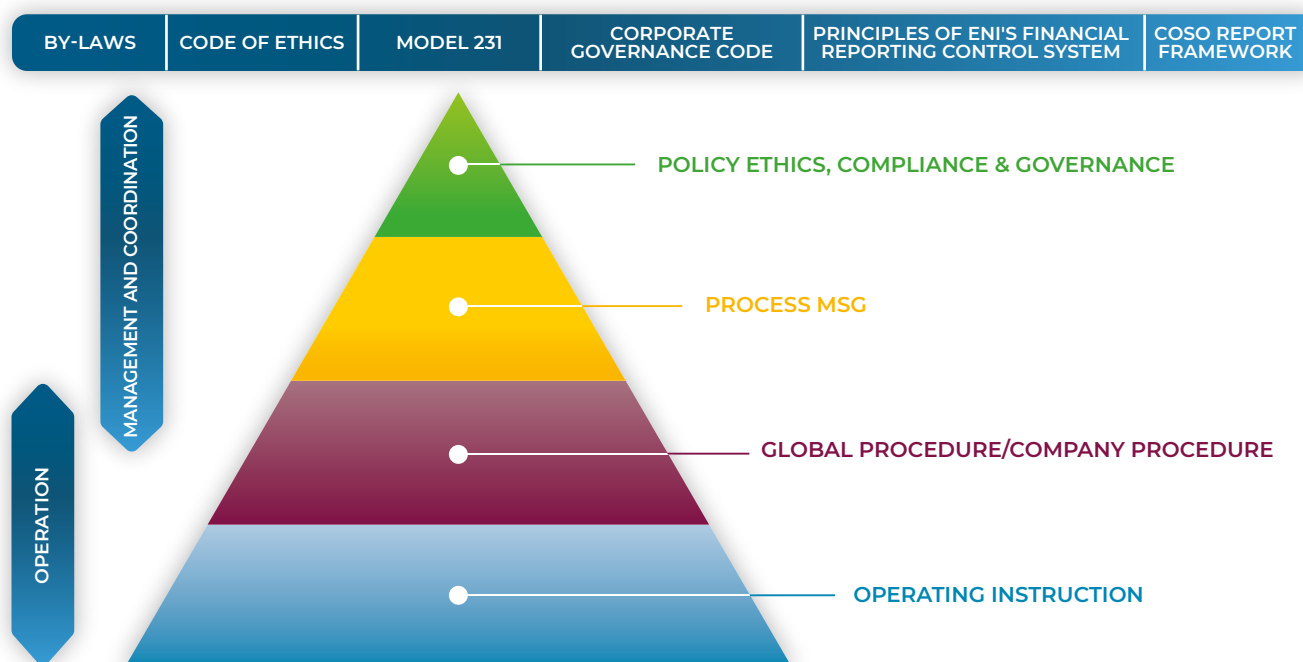 BY-LAWS
CODE OF ETHICS
MODEL 231
CORPORATE
GOVERNANCE CODE
PRINCIPLES OF ENI'S FINANCIAL
REPORTING CONTROL SYSTEM
COSO REPORT
FRAMEWORK
MANAGEMENT AND COORDINATION
OPERATION
POLICY ETHICS, COMPLIANCE & GOVERNANCE
PROCESS MSG
GLOBAL PROCEDURE/COMPANY PROCEDURE
OPERATING INSTRUCTION